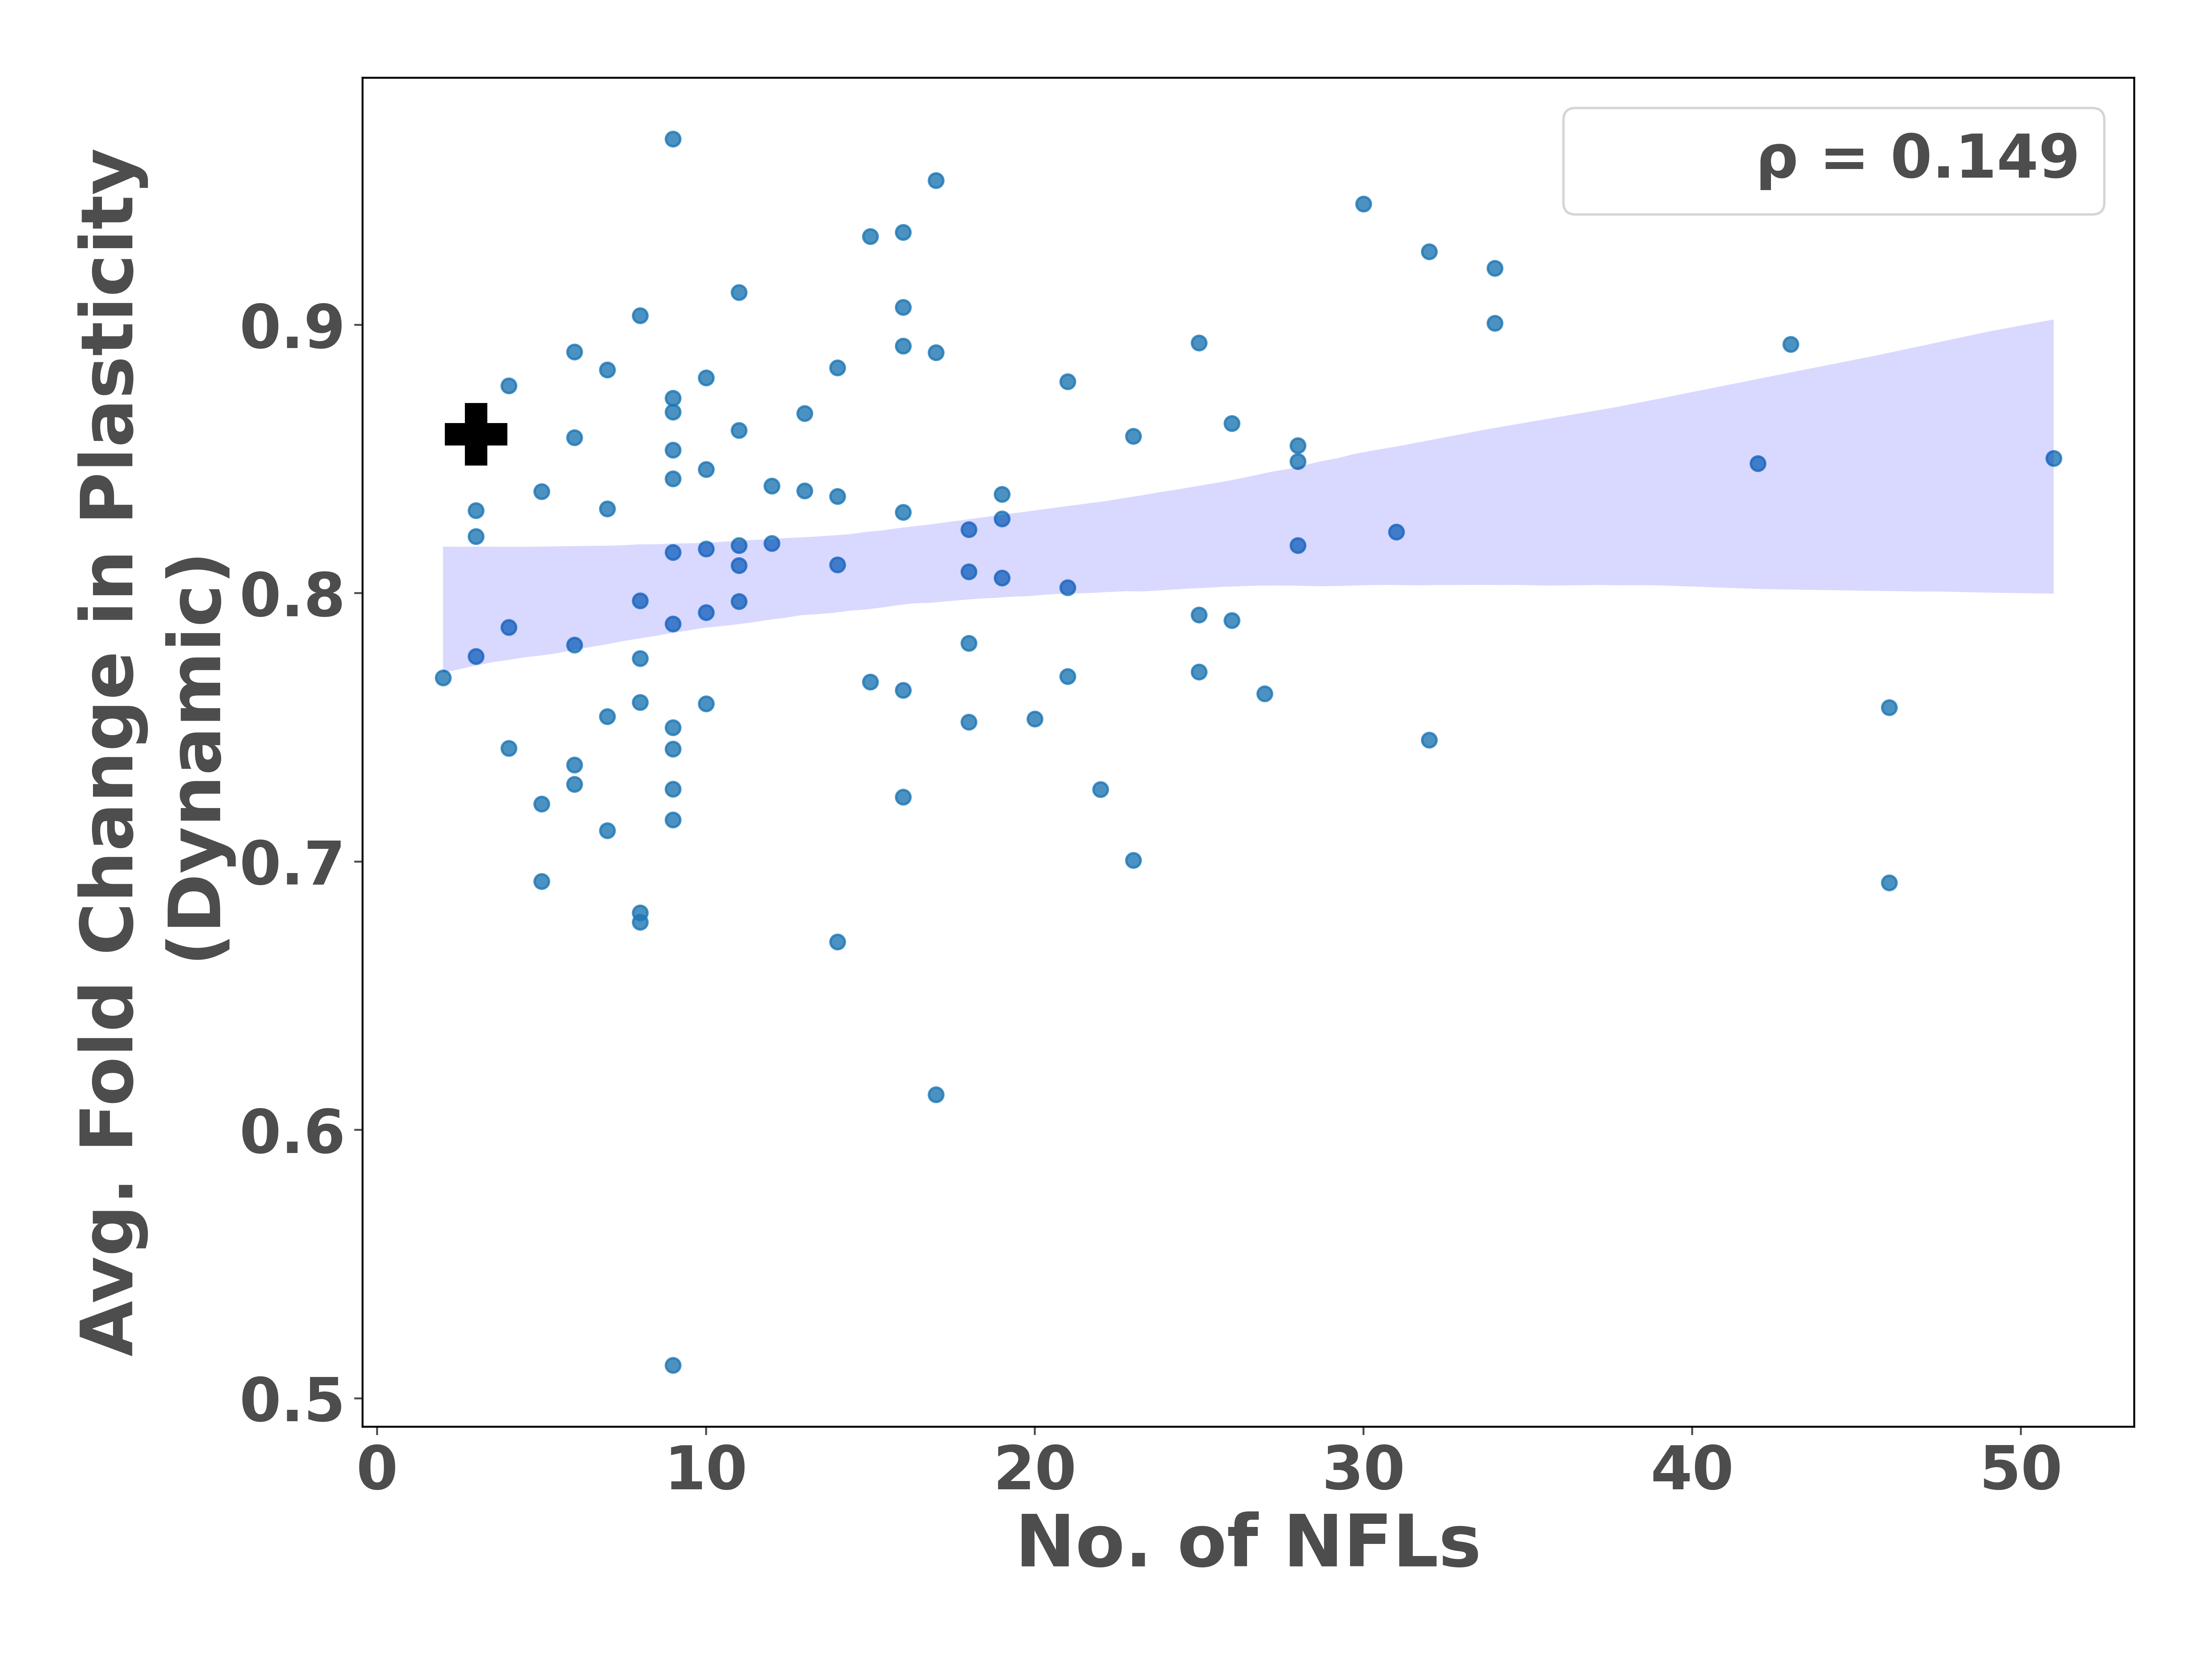 ρ = 0.149
Avg. Fold Change in Plasticity
(Dynamic)
0.9
0.8
0.7
0.6
0.5
0 10 20 30 40 50
No. of NFLs